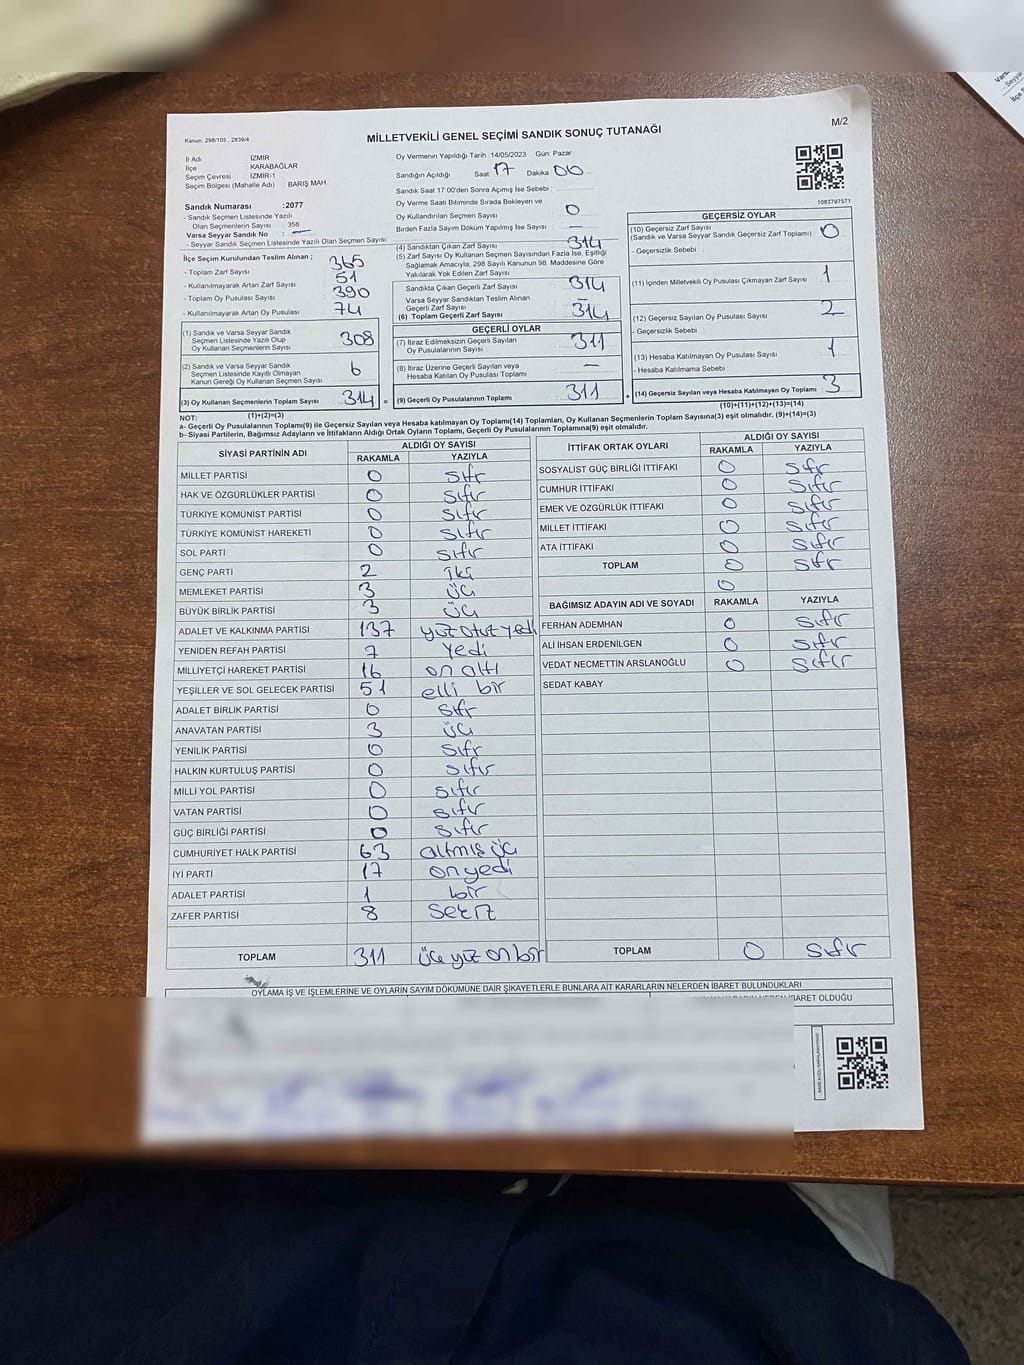 Kanun: 298/105 , 2839/4
MİLLETVEKİLİ GENEL SEÇİMİ SANDIK SONUÇ TUTANAĞI
M/2
İl Adı : İZMİR
İlçe : KARABAĞLAR
Seçim Çevresi : İZMİR-1
Seçim Bölgesi (Mahalle Adı) : BARIŞ MAH
Oy Vermenin Yapıldığı Tarih :14/05/2023 Gün: Pazar
Sandığın Açıldığı Saat 17 Dakika 00
Sandık Saat 17:00'den Sonra Açımış İse Sebebi :
Oy Verme Saati Bitiminde Sırada Bekleyen ve
Oy Kullandırılan Seçmen Sayısı 0
Birden Fazla Sayım Döküm Yapılmış İse Sayısı :
1083797571
Sandık Numarası :2077
- Sandık Seçmen Listesinde Yazılı
Olan Seçmenlerin Sayısı : 358
Varsa Seyyar Sandık No : —
- Seyyar Sandık Seçmen Listesinde Yazılı Olan Seçmen Sayısı
İlçe Seçim Kurulundan Teslim Alınan ;
- Toplam Zarf Sayısı 365
- Kullanılmayarak Artan Zarf Sayısı 51
- Toplam Oy Pusulası Sayısı 390
- Kullanılmayarak Artan Oy Pusulası 74
(1) Sandık ve Varsa Seyyar Sandık
Seçmen Listesinde Yazılı Olup
Oy Kullanan Seçmenlerin Sayısı 308
(2) Sandık ve Varsa Seyyar Sandık
Seçmen Listesinde Kayıtlı Olmayan
Kanun Gereği Oy Kullanan Seçmen Sayısı 6
(3) Oy Kullanan Seçmenlerin Toplam Sayısı 314 =
(4) Sandıktan Çıkan Zarf Sayısı 314
(5) Zarf Sayısı Oy Kullanan Seçmen Sayısından Fazla İse, Eşitliği
Sağlamak Amacıyla, 298 Sayılı Kanunun 98. Maddesine Göre
Yakılarak Yok Edilen Zarf Sayısı
Sandıkta Çıkan Geçerli Zarf Sayısı 314
Varsa Seyyar Sandıktan Teslim Alınan
Geçerli Zarf Sayısı —
(6) Toplam Geçerli Zarf Sayısı 314
GEÇERLİ OYLAR
(7) İtiraz Edilmeksizin Geçerli Sayılan
Oy Pusulalarının Sayısı 311
(8) İtiraz Üzerine Geçerli Sayılan veya
Hesaba Katılan Oy Pusulası Toplamı —
(9) Geçerli Oy Pusulalarının Toplamı 311 +
GEÇERSİZ OYLAR
(10) Geçersiz Zarf Sayısı
(Sandık ve Varsa Seyyar Sandık Geçersiz Zarf Toplamı) 0
- Geçersizlik Sebebi
(11) İçinden Milletvekili Oy Pusulası Çıkmayan Zarf Sayısı 1
(12) Geçersiz Sayılan Oy Pusulası Sayısı 2
- Geçersizlik Sebebi
(13) Hesaba Katılmayan Oy Pusulası Sayısı 1
- Hesaba Katılmama Sebebi
(14) Geçersiz Sayılan veya Hesaba Katılmayan Oy Toplamı 3
NOT: (1)+(2)=(3) (10)+(11)+(12)+(13)=(14)
a- Geçerli Oy Pusulalarının Toplamı(9) ile Geçersiz Sayılan veya Hesaba katılmayan Oy Toplamı(14) Toplamları, Oy Kullanan Seçmenlerin Toplam Sayısına(3) eşit olmalıdır. (9)+(14)=(3)
b- Siyasi Partilerin, Bağımsız Adayların ve İttifakların Aldığı Ortak Oyların Toplamı, Geçerli Oy Pusulalarının Toplamına(9) eşit olmalıdır.
SİYASİ PARTİNİN ADI ALDIĞI OY SAYISI
RAKAMLA YAZIYLA
MİLLET PARTİSİ 0 sıfır
HAK VE ÖZGÜRLÜKLER PARTİSİ 0 sıfır
TÜRKİYE KOMÜNİST PARTİSİ 0 sıfır
TÜRKİYE KOMÜNİST HAREKETİ 0 sıfır
SOL PARTİ 0 sıfır
GENÇ PARTİ 2 iki
MEMLEKET PARTİSİ 3 üç
BÜYÜK BİRLİK PARTİSİ 3 üç
ADALET VE KALKINMA PARTİSİ 137 yüz otuz yedi
YENİDEN REFAH PARTİSİ 7 yedi
MİLLİYETÇİ HAREKET PARTİSİ 16 on altı
YEŞİLLER VE SOL GELECEK PARTİSİ 51 elli bir
ADALET BİRLİK PARTİSİ 0 sıfır
ANAVATAN PARTİSİ 3 üç
YENİLİK PARTİSİ 0 sıfır
HALKIN KURTULUŞ PARTİSİ 0 sıfır
MİLLİ YOL PARTİSİ 0 sıfır
VATAN PARTİSİ 0 sıfır
GÜÇ BİRLİĞİ PARTİSİ 0 sıfır
CUMHURİYET HALK PARTİSİ 63 altmış üç
İYİ PARTİ 17 on yedi
ADALET PARTİSİ 1 bir
ZAFER PARTİSİ 8 sekiz
TOPLAM 311 üç yüz on bir
İTTİFAK ORTAK OYLARI ALDIĞI OY SAYISI
RAKAMLA YAZIYLA
SOSYALİST GÜÇ BİRLİĞİ İTTİFAKI 0 sıfır
CUMHUR İTTİFAKI 0 sıfır
EMEK VE ÖZGÜRLÜK İTTİFAKI 0 sıfır
MİLLET İTTİFAKI 0 sıfır
ATA İTTİFAKI 0 sıfır
TOPLAM 0 sıfır
0
BAĞIMSIZ ADAYIN ADI VE SOYADI RAKAMLA YAZIYLA
FERHAN ADEMHAN 0 sıfır
ALİ İHSAN ERDENİLGEN 0 sıfır
VEDAT NECMETTİN ARSLANOĞLU 0 sıfır
SEDAT KABAY
TOPLAM 0 sıfır
OYLAMA İŞ VE İŞLEMLERİNE VE OYLARIN SAYIM DÖKÜMÜNE DAİR ŞİKAYETLERLE BUNLARA AİT KARARLARIN NELERDEN İBARET BULUNDUKLARI
İBARET OLDUĞU